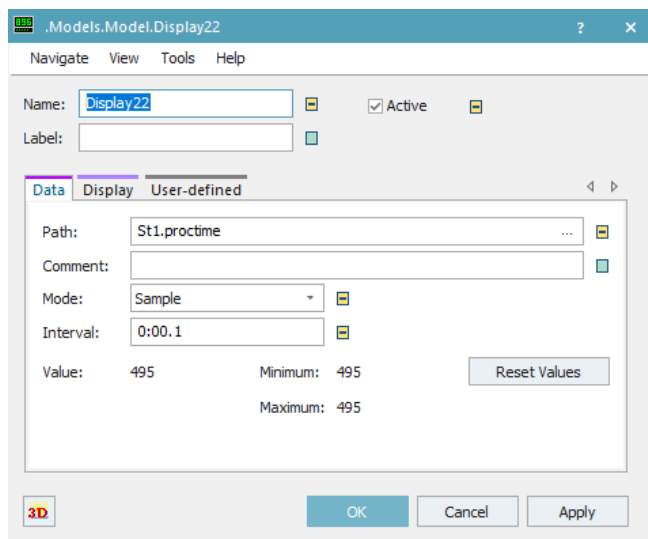 .Models.Model.Display22 ? ×
Navigate View Tools Help
Name: Display22 Active
Label:
Data Display User-defined
Path: St1.proctime ...
Comment:
Mode: Sample
Interval: 0:00.1
Value: 495 Minimum: 495 Reset Values
Maximum: 495
3D OK Cancel Apply